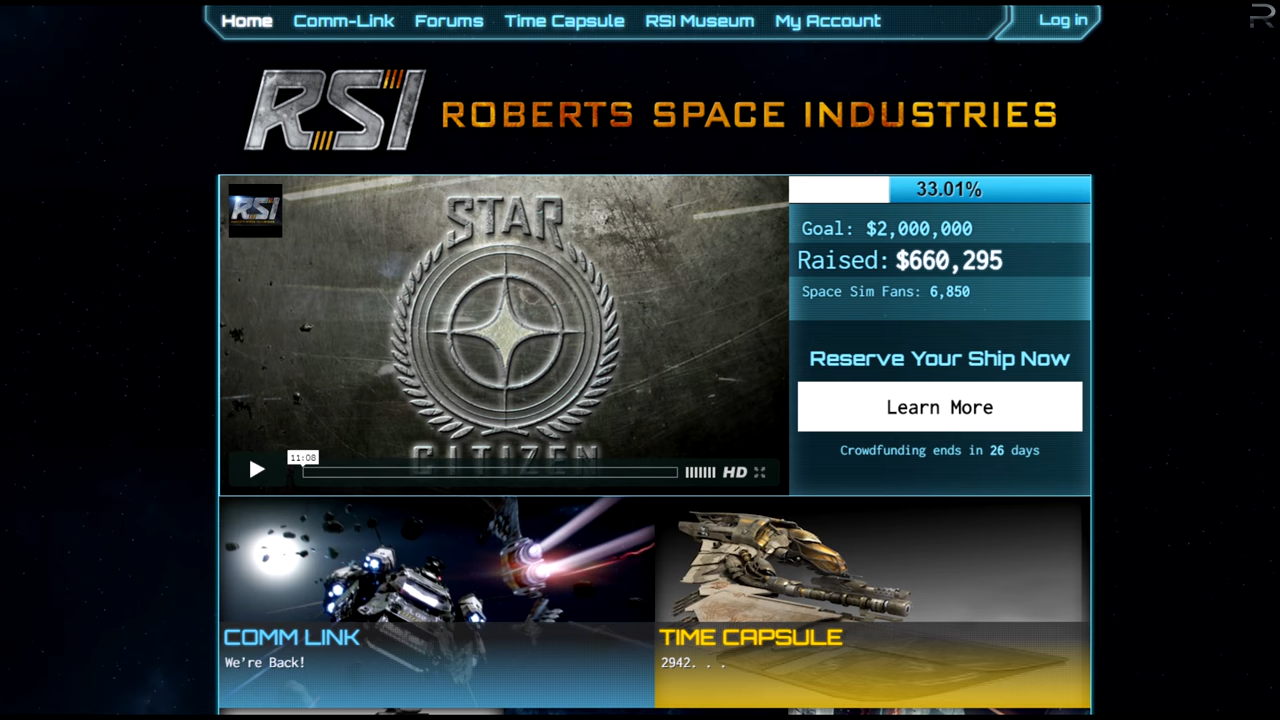 Home Comm-Link Forums Time Capsule RSI Museum My Account Log in
RSI ROBERTS SPACE INDUSTRIES
RSI
STAR
CITIZEN
11:08
HD
33.01%
Goal: $2,000,000
Raised: $660,295
Space Sim Fans: 6,850
Reserve Your Ship Now
Learn More
Crowdfunding ends in 26 days
COMM LINK
We're Back!
TIME CAPSULE
2942. . .